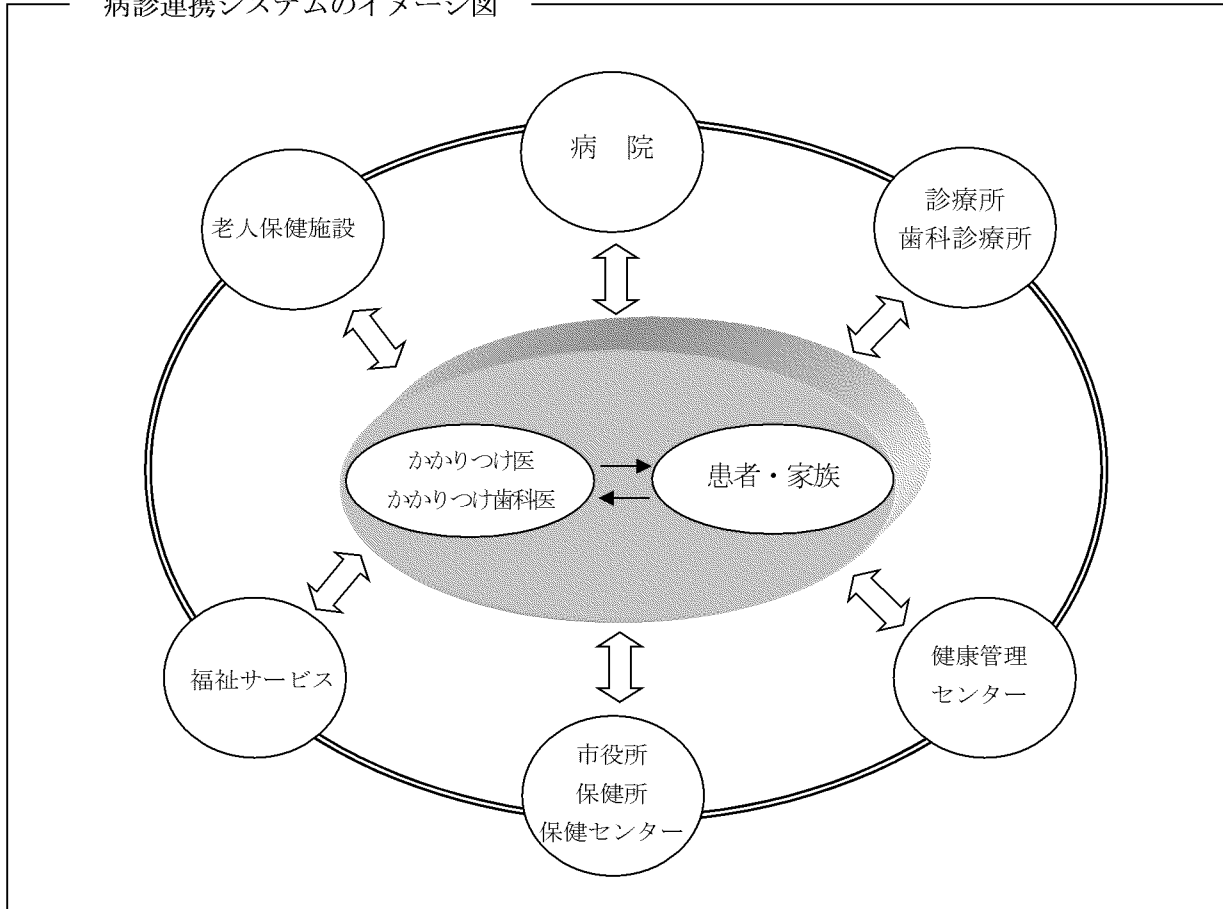 病診連携システムのイメージ図
病　院
老人保健施設
診療所
歯科診療所
かかりつけ医
かかりつけ歯科医
患者・家族
福祉サービス
健康管理
センター
市役所
保健所
保健センター